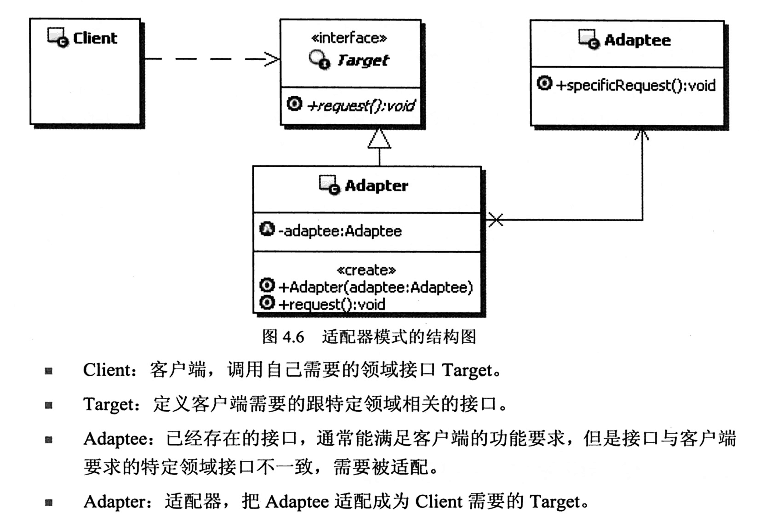 Client
«interface»
Target
+request():void
Adaptee
+specificRequest():void
Adapter
-adaptee:Adaptee
«create»
+Adapter(adaptee:Adaptee)
+request():void
图 4.6 适配器模式的结构图
■ Client：客户端，调用自己需要的领域接口 Target。
■ Target：定义客户端需要的跟特定领域相关的接口。
■ Adaptee：已经存在的接口，通常能满足客户端的功能要求，但是接口与客户端
要求的特定领域接口不一致，需要被适配。
■ Adapter：适配器，把 Adaptee 适配成为 Client 需要的 Target。